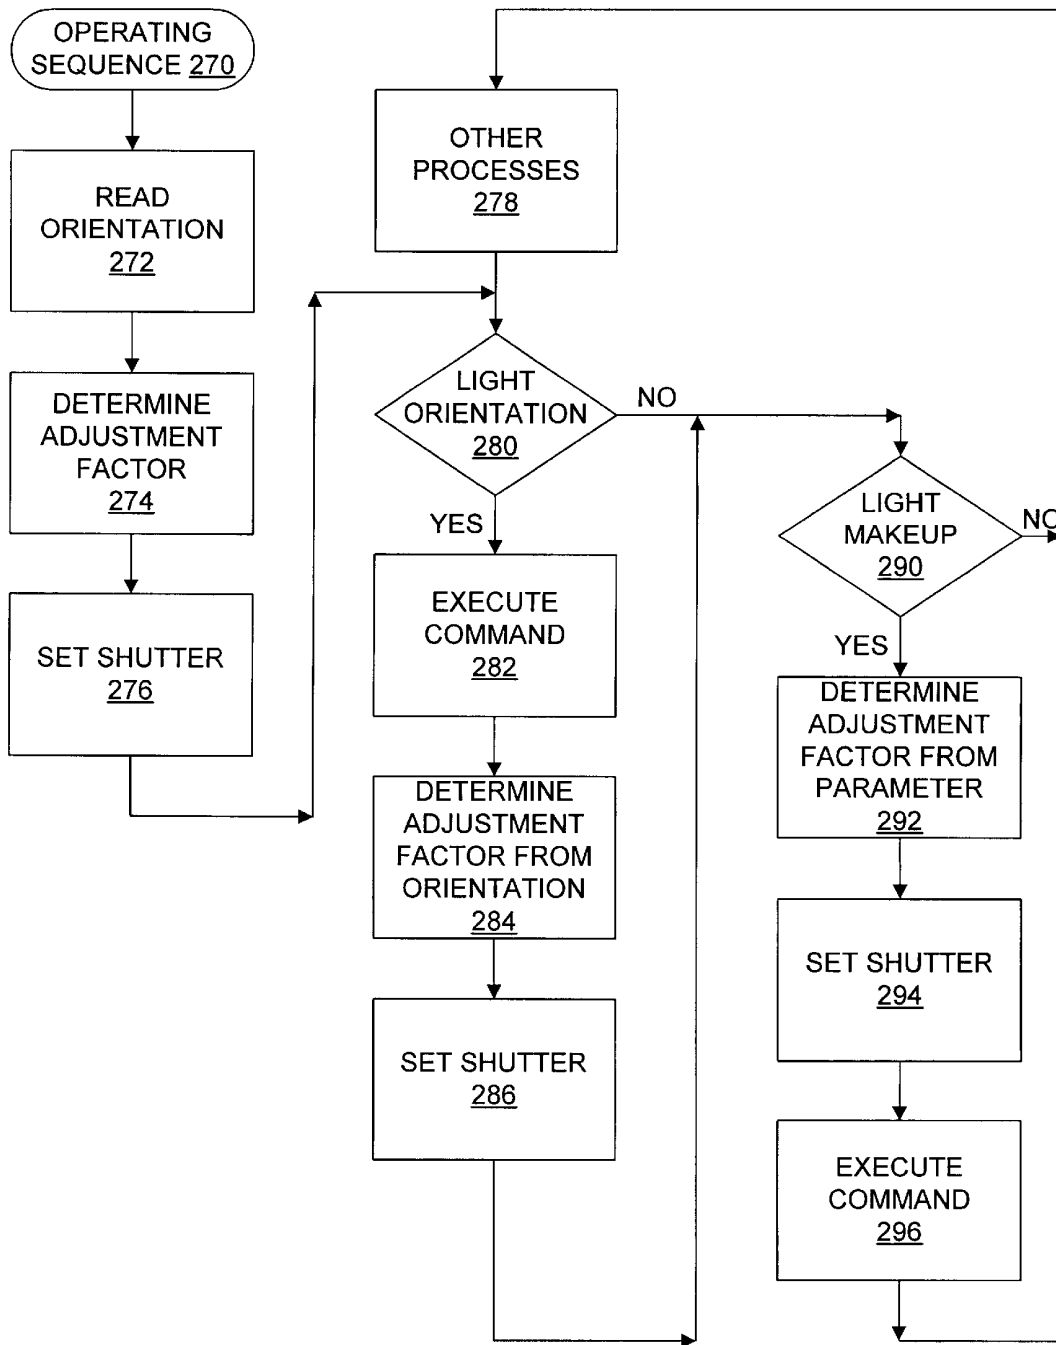 OPERATING
SEQUENCE 270
READ
ORIENTATION
272
DETERMINE
ADJUSTMENT
FACTOR
274
SET SHUTTER
276
OTHER
PROCESSES
278
LIGHT
ORIENTATION
280
NO
YES
EXECUTE
COMMAND
282
DETERMINE
ADJUSTMENT
FACTOR FROM
ORIENTATION
284
SET SHUTTER
286
LIGHT
MAKEUP
290
NO
YES
DETERMINE
ADJUSTMENT
FACTOR FROM
PARAMETER
292
SET SHUTTER
294
EXECUTE
COMMAND
296